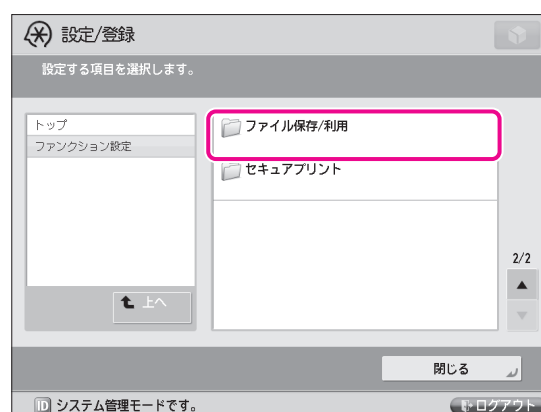 設定/登録
設定する項目を選択します。
トップ
ファンクション設定
ファイル保存/利用
セキュアプリント
2/2
上へ
閉じる
ID システム管理モードです。
ログアウト